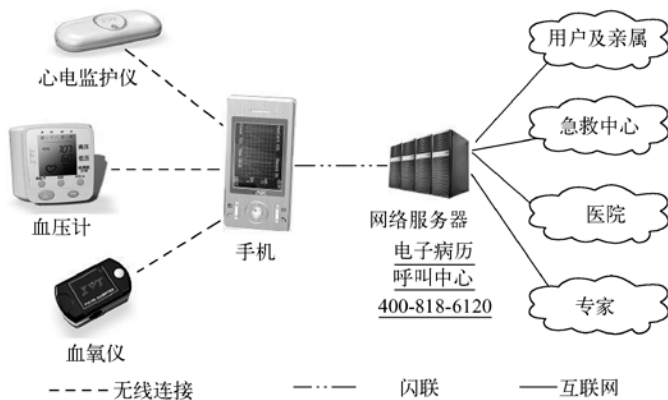 心电监护仪
血压计
血氧仪
手机
网络服务器
电子病历
呼叫中心
400-818-6120
用户及亲属
急救中心
医院
专家
无线连接
闪联
互联网